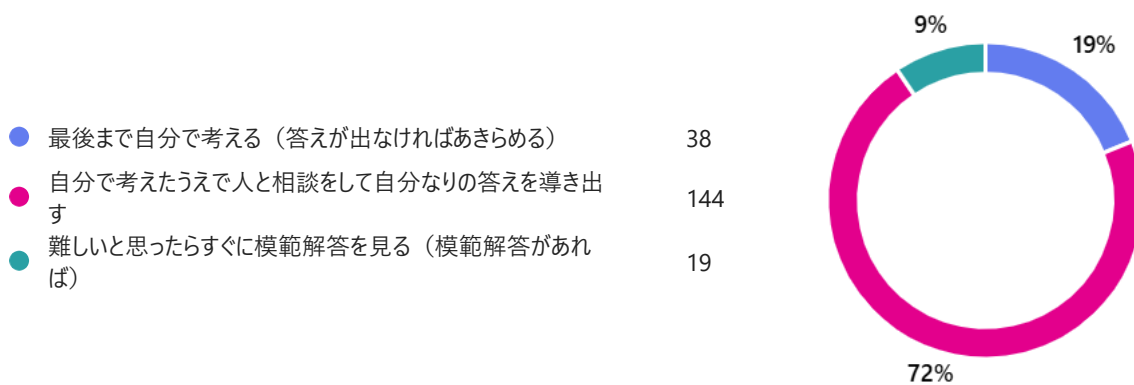 9%
19%
最後まで自分で考える（答えが出なければあきらめる） 38
自分で考えたうえで人と相談をして自分なりの答えを導き出
す 144
難しいと思ったらすぐに模範解答を見る（模範解答があれ
ば） 19
72%